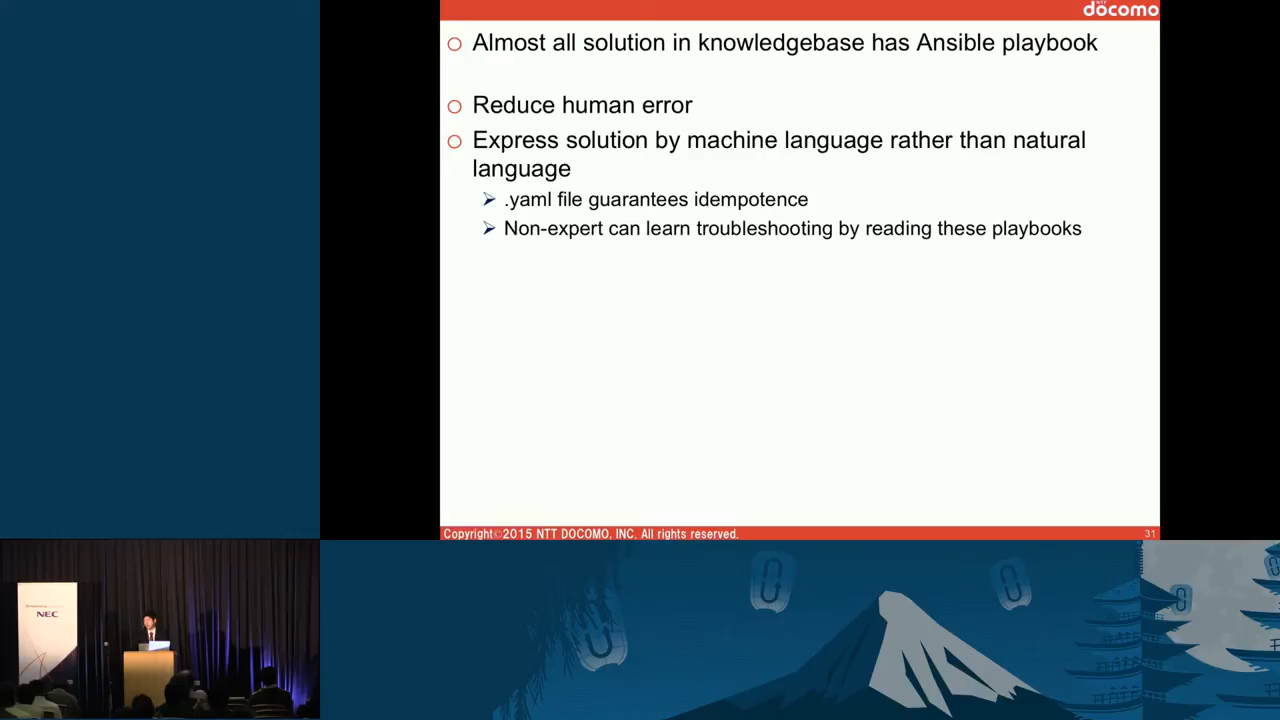 NTT
docomo
Almost all solution in knowledgebase has Ansible playbook
Reduce human error
Express solution by machine language rather than natural
language
.yaml file guarantees idempotence
Non-expert can learn troubleshooting by reading these playbooks
Copyright©2015 NTT DOCOMO, INC. All rights reserved.
31
NEC